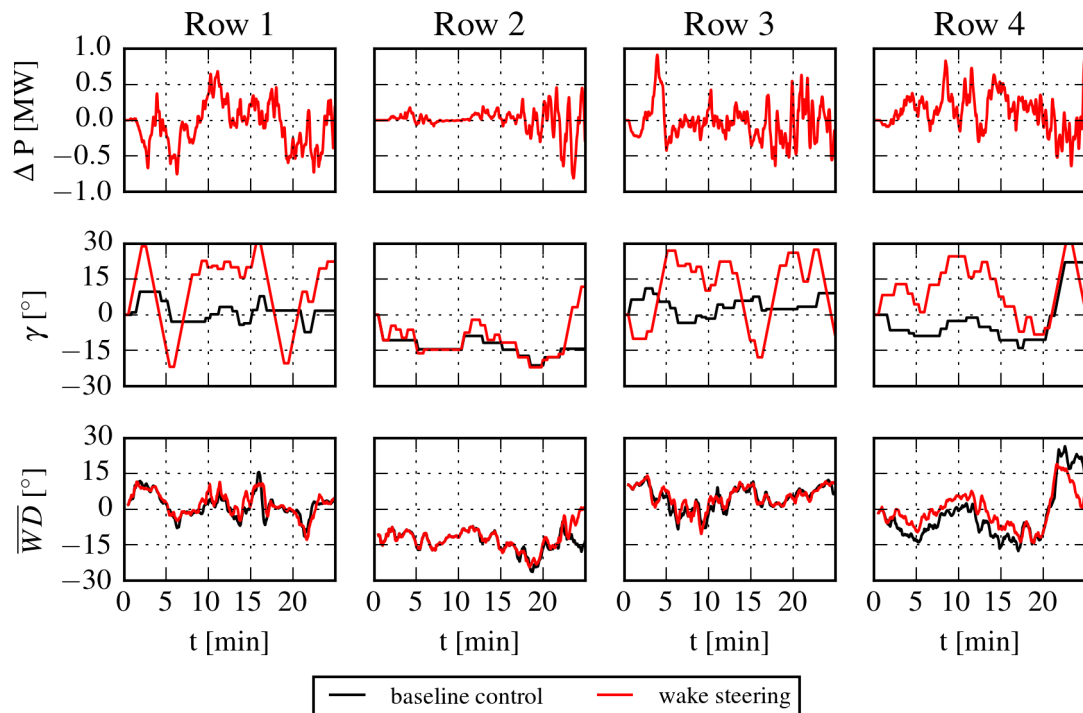 Row 1 Row 2 Row 3 Row 4
Δ P [MW]
1.0
0.5
0.0
−0.5
−1.0
γ [°]
30
15
0
−15
−30
WD [°]
30
15
0
−15
−30
0 5 10 15 20 0 5 10 15 20 0 5 10 15 20 0 5 10 15 20
t [min] t [min] t [min] t [min]
baseline control wake steering